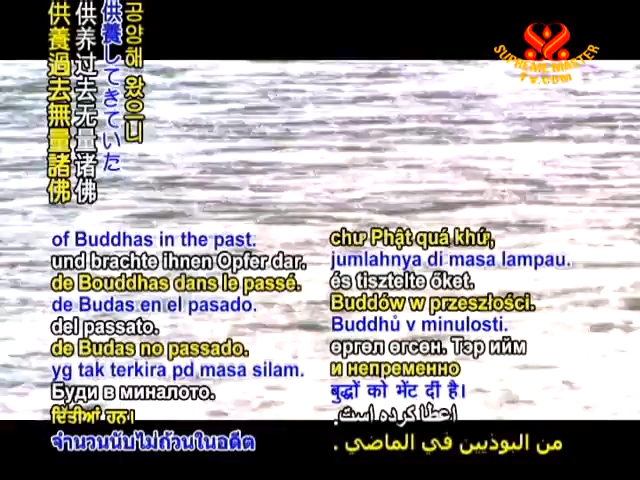 供養過去無量諸佛
供养过去无量诸佛
供養してきていた
공양해 왔으니
SUPREME MASTER
TV.COM
of Buddhas in the past.
und brachte ihnen Opfer dar.
de Bouddhas dans le passé.
de Budas en el pasado.
del passato.
de Budas no passado.
yg tak terkira pd masa silam.
Буди в миналото.
ਦਿੱਤੀਆਂ ਹਨ।
จำนวนนับไม่ถ้วนในอดีต
chư Phật quá khứ,
jumlahnya di masa lampau.
és tisztelte őket.
Buddów w przeszłości.
Buddhů v minulosti.
өргөл өгсөн. Тэр ийм
и непременно
बुद्धों को भेंट दीं है।
اعطا کرده است.
من البوذيين في الماضي .